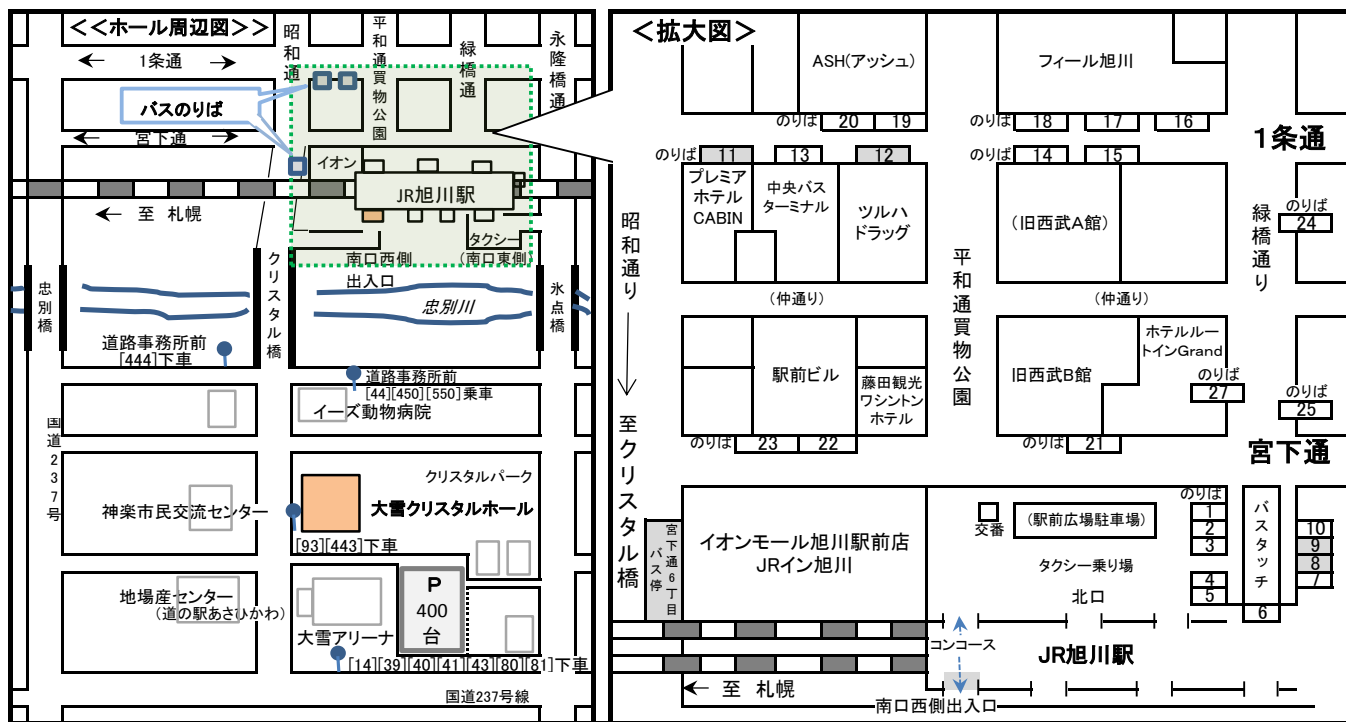 <<ホール周辺図>>
昭和通
平和通買物公園
緑橋通
永隆橋通
← 1条通 →
バスのりば
← 宮下通 →
イオン
JR旭川駅
← 至 札幌
タクシー
南口西側
(南口東側)
出入口
忠別橋
クリスタル橋
忠別川
氷点橋
道路事務所前
[444]下車
道路事務所前
[44][450][550]乗車
イーズ動物病院
国道237号
クリスタルパーク
神楽市民交流センター
大雪クリスタルホール
[93][443]下車
地場産センター
(道の駅あさひかわ)
P
400
台
大雪アリーナ
[14][39][40][41][43][80][81]下車
国道237号線
<拡大図>
ASH(アッシュ)
フィール旭川
のりば 20 19
のりば 18 17 16
1条通
のりば 11 13 12
のりば 14 15
プレミア
ホテル
CABIN
中央バス
ターミナル
ツルハ
ドラッグ
(旧西武A館)
のりば
24
昭和通り
平和通買物公園
緑橋通り
(仲通り)
(仲通り)
駅前ビル
藤田観光
ワシントン
ホテル
旧西武B館
ホテルルー
トインGrand
のりば
27
のりば
25
至クリスタル橋
のりば 23 22
のりば 21
宮下通
宮下通6丁目
バス停
イオンモール旭川駅前店
JRイン旭川
交番
(駅前広場駐車場)
タクシー乗り場
北口
のりば
1
2
3
4
5
バスタッチ
6
10
9
8
7
コンコース
JR旭川駅
← 至 札幌
南口西側出入口